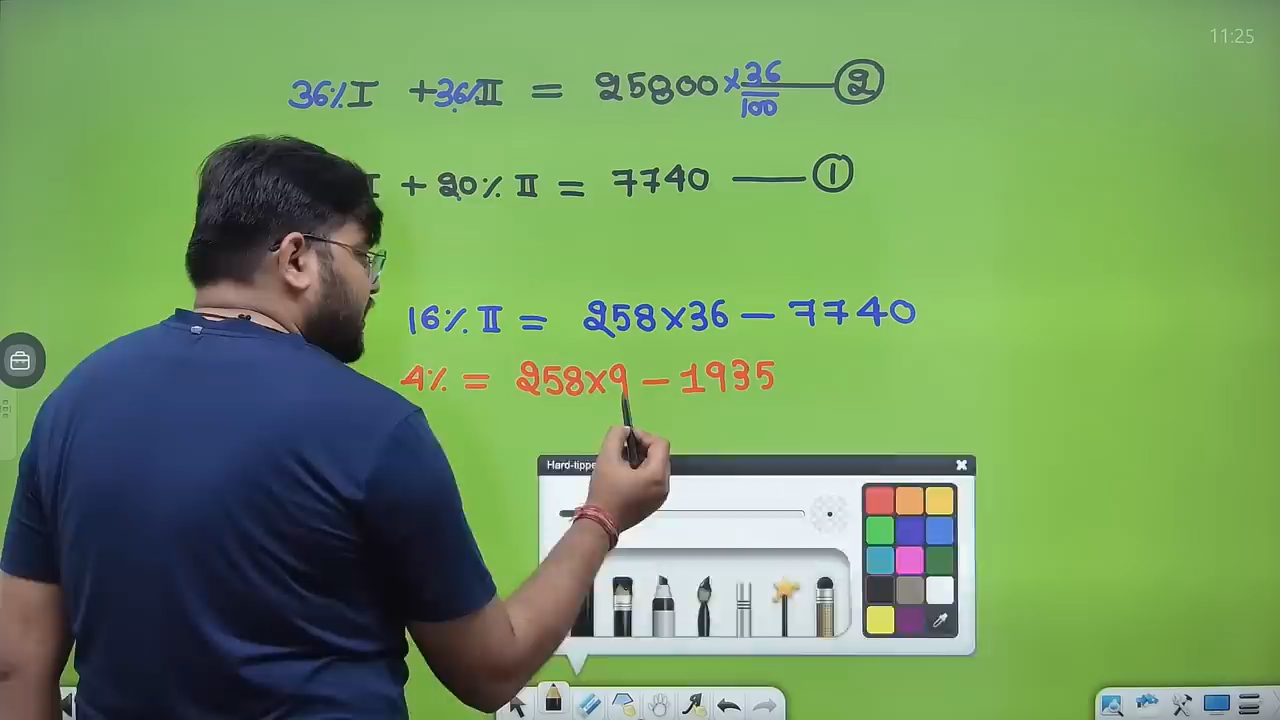 11:25
36% I + 36% II = 25800 × 36/100 — ②
I + 20% II = 7740 — ①
16% II = 258×36 – 7740
4% = 258×9 – 1935
Hard-tippe